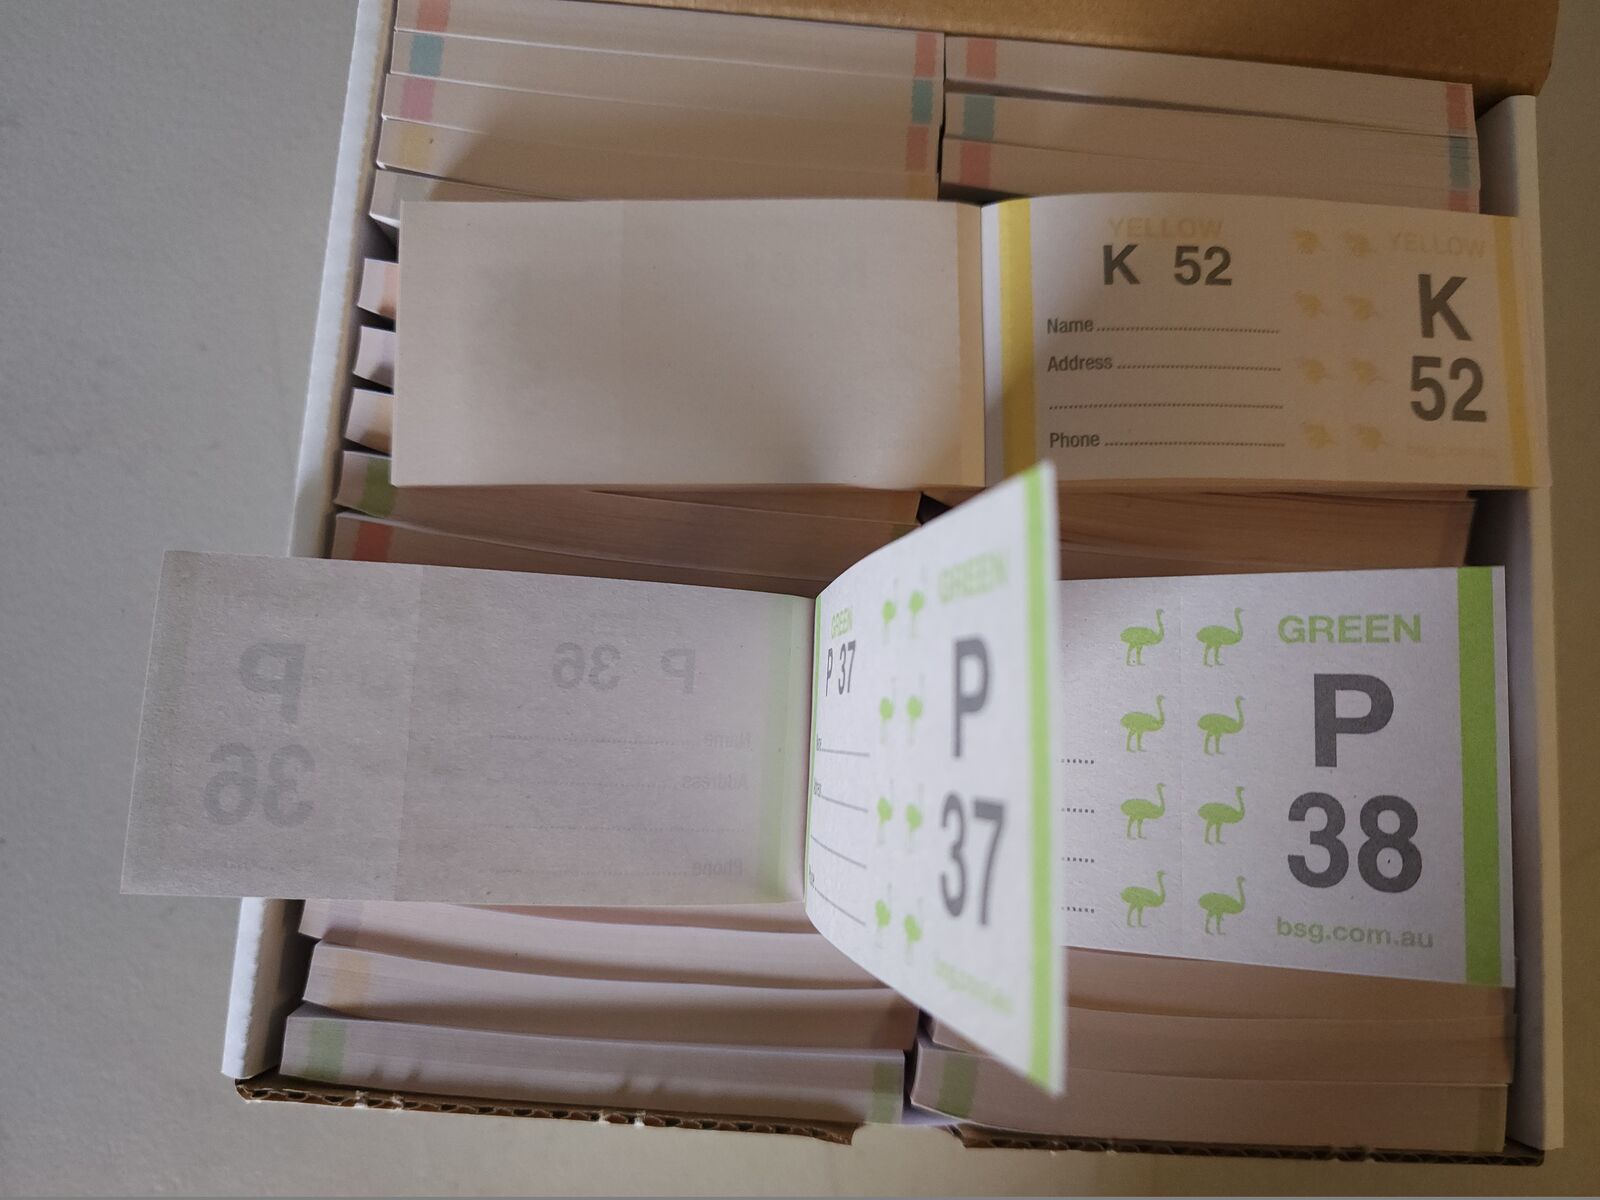 YELLOW
K 52
Name
Address
Phone
YELLOW
K
52
P
36
P 36
Name
Address
Phone
GREEN
P 37
GREEN
P
37
GREEN
P
38
bsg.com.au